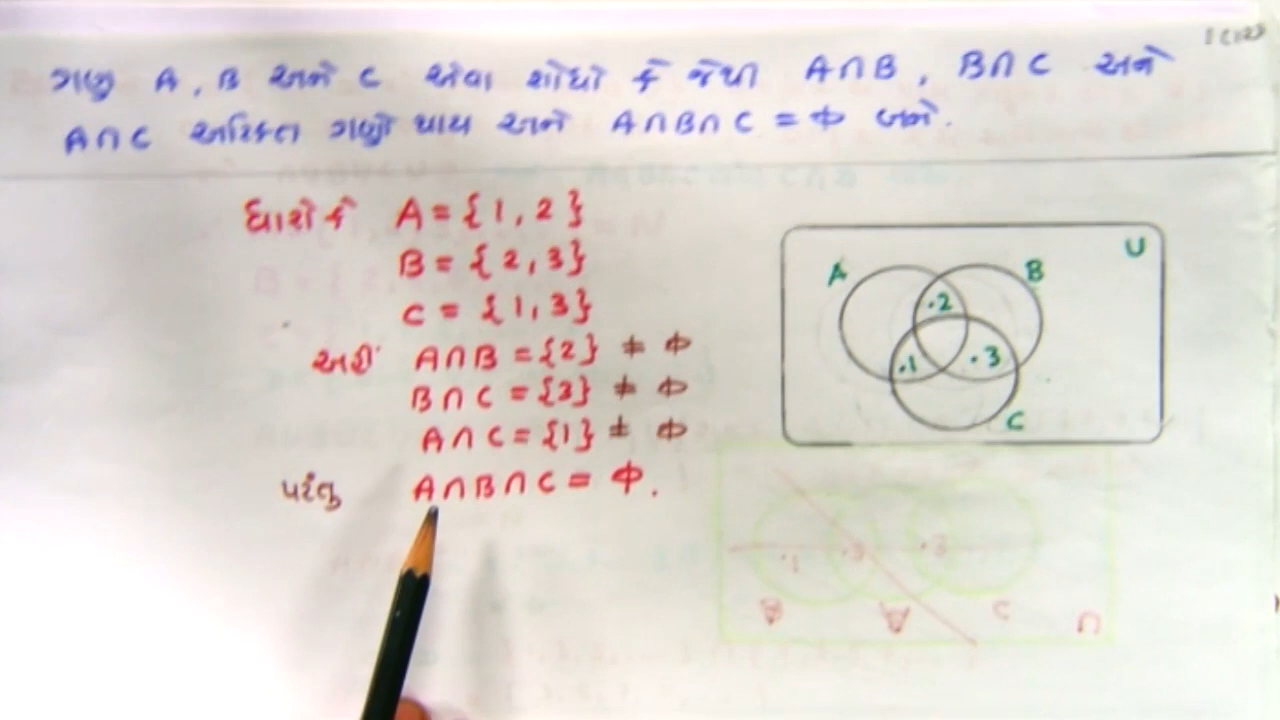 ગણ A, B અને C એવા શોધો કે જેથી A∩B, B∩C અને
A∩C અરિક્ત ગણો થાય અને A∩B∩C = Φ બને.
ધારો કે A = {1, 2}
B = {2, 3}
C = {1, 3}
અહીં A∩B = {2} ≠ Φ
B∩C = {3} ≠ Φ
A∩C = {1} ≠ Φ
પરંતુ A∩B∩C = Φ.
U
A B
.2
.1 .3
C